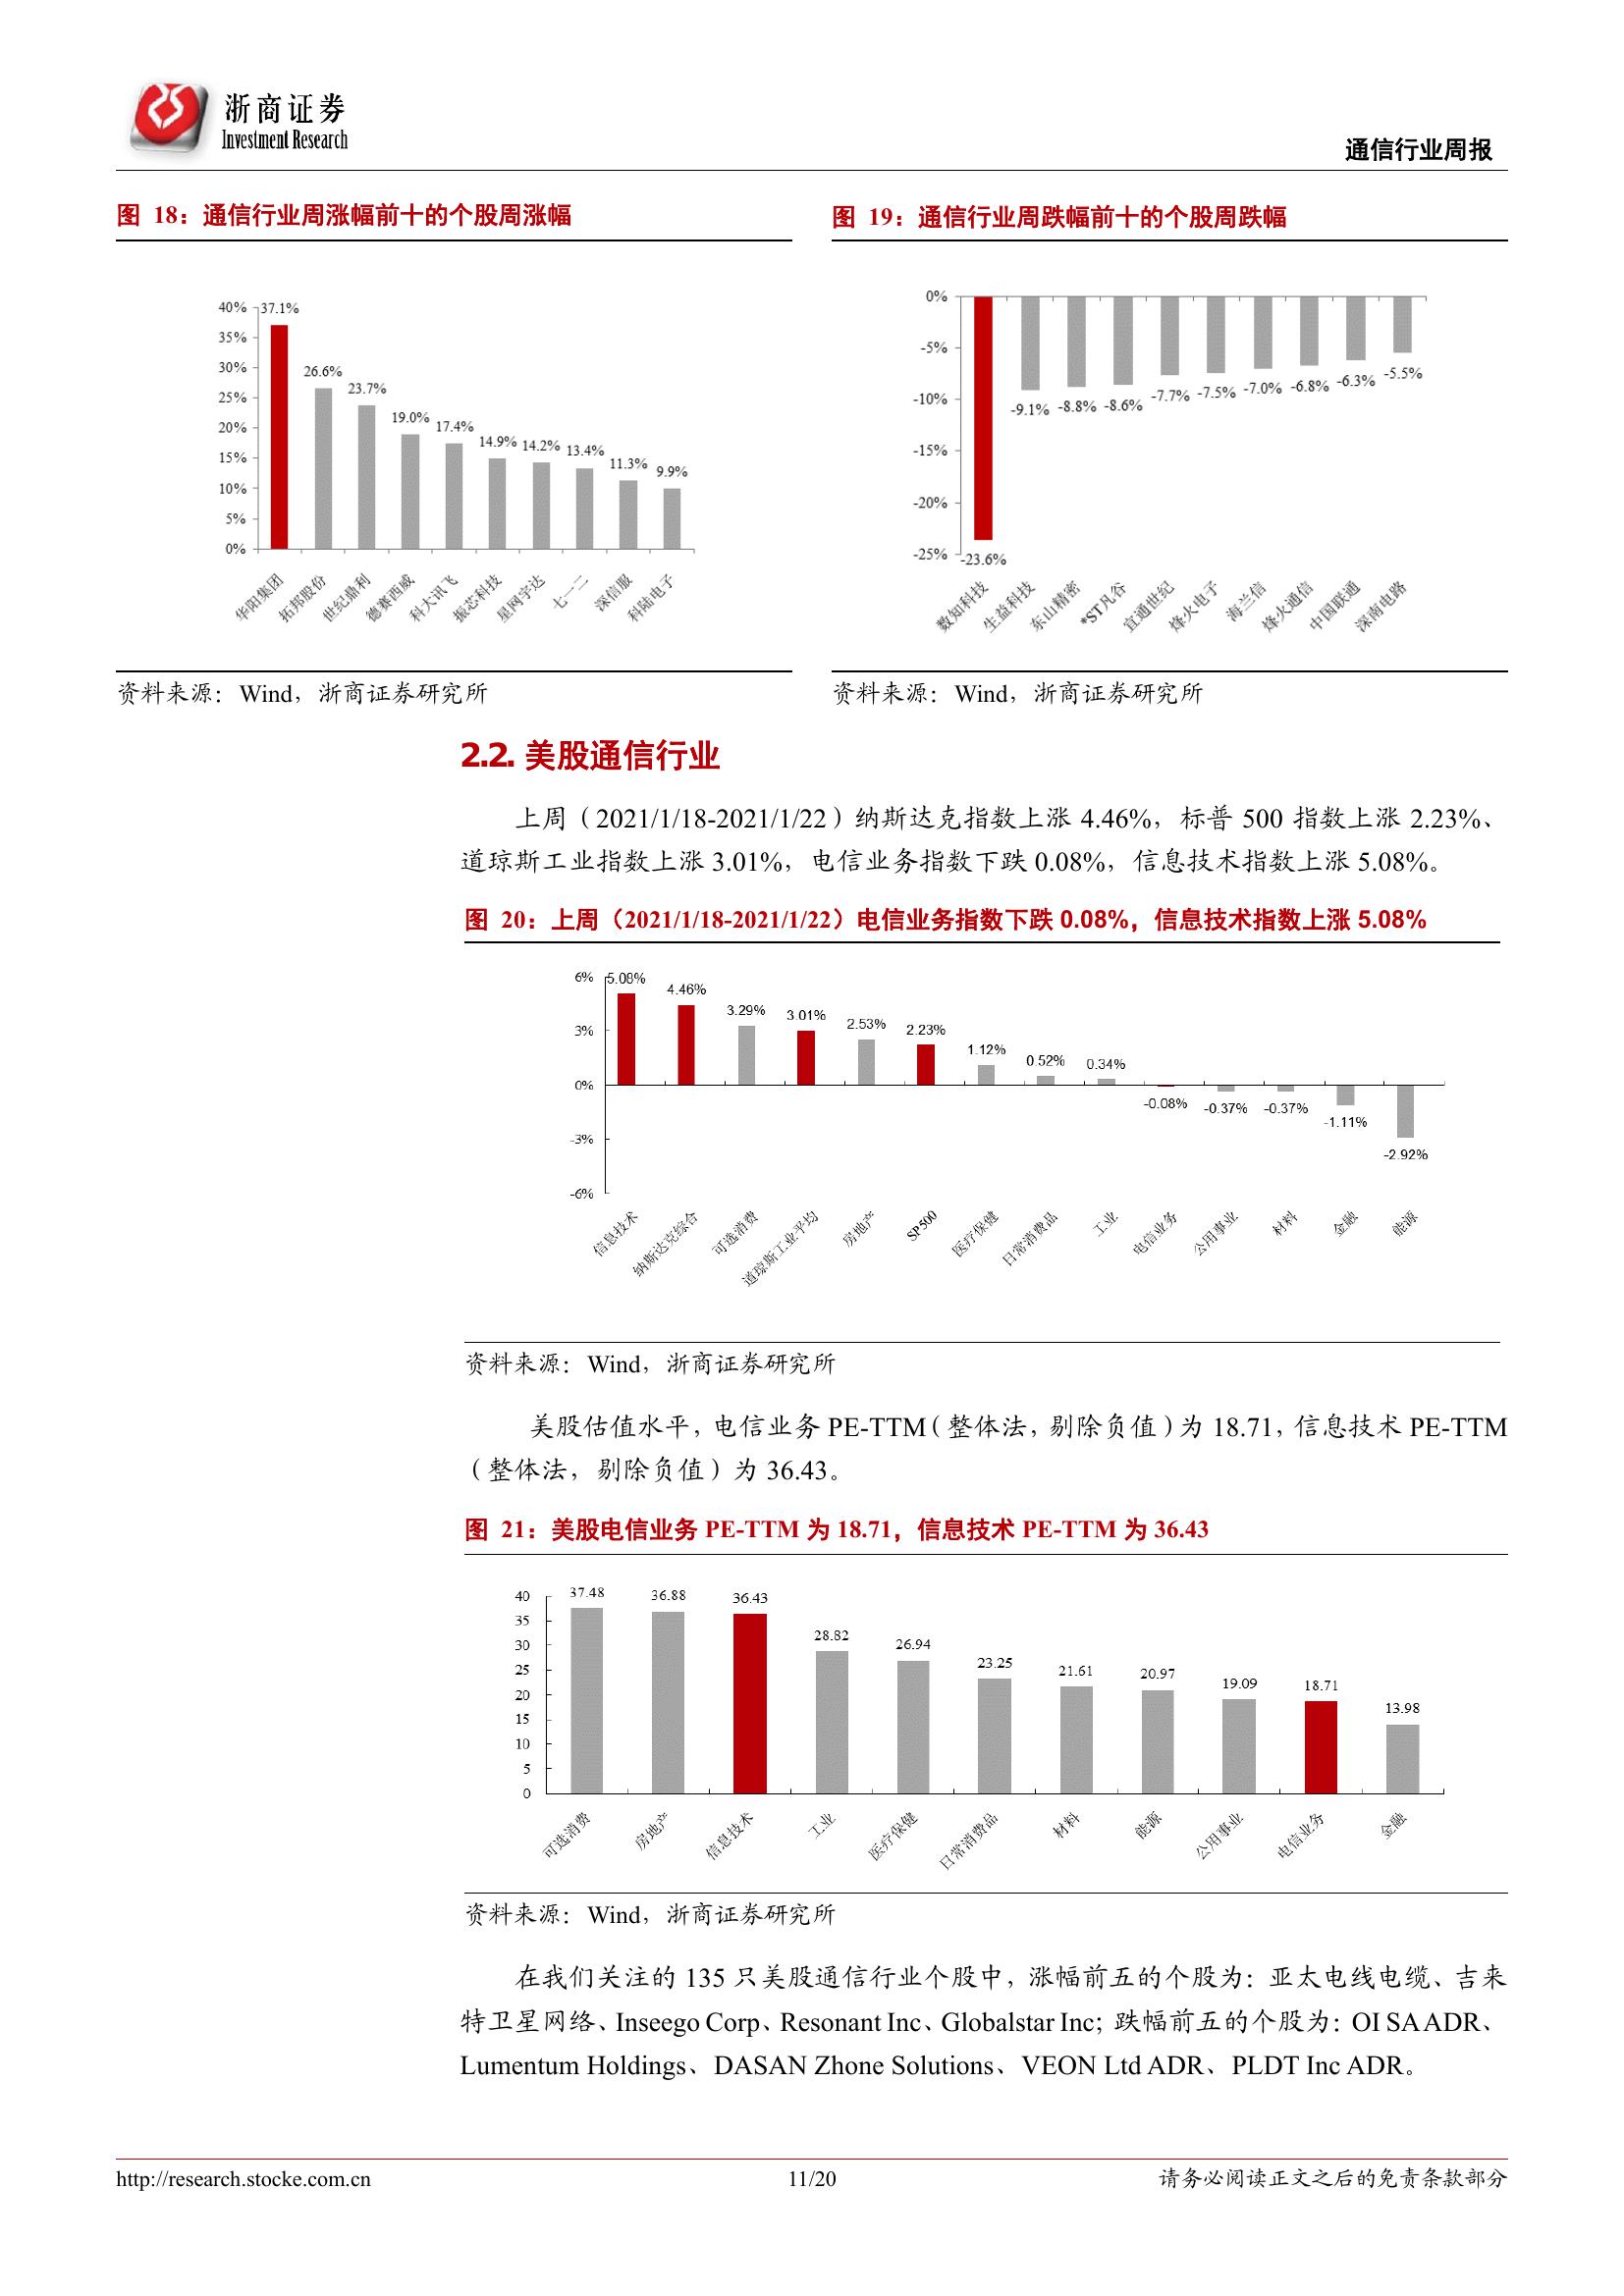 浙商证券
Investment Research
通信行业周报
图 18：通信行业周涨幅前十的个股周涨幅
40%
35%
30%
25%
20%
15%
10%
5%
0%
37.1%
26.6%
23.7%
19.0%
17.4%
14.9%
14.2%
13.4%
11.3%
9.9%
华阳集团
拓邦股份
世纪鼎利
德赛西威
科大讯飞
振芯科技
星网宇达
七一二
深信服
科陆电子
资料来源：Wind，浙商证券研究所
图 19：通信行业周跌幅前十的个股周跌幅
0%
-5%
-10%
-15%
-20%
-25%
-23.6%
-9.1%
-8.8%
-8.6%
-7.7%
-7.5%
-7.0%
-6.8%
-6.3%
-5.5%
数知科技
生益科技
东山精密
*ST凡谷
宜通世纪
烽火电子
海兰信
烽火通信
中国联通
深南电路
资料来源：Wind，浙商证券研究所
2.2. 美股通信行业
上周（2021/1/18-2021/1/22）纳斯达克指数上涨 4.46%，标普 500 指数上涨 2.23%、
道琼斯工业指数上涨 3.01%，电信业务指数下跌 0.08%，信息技术指数上涨 5.08%。
图 20：上周（2021/1/18-2021/1/22）电信业务指数下跌 0.08%，信息技术指数上涨 5.08%
6%
3%
0%
-3%
-6%
5.08%
4.46%
3.29%
3.01%
2.53%
2.23%
1.12%
0.52%
0.34%
-0.08%
-0.37%
-0.37%
-1.11%
-2.92%
信息技术
纳斯达克综合
可选消费
道琼斯工业平均
房地产
SP500
医疗保健
日常消费品
工业
电信业务
公用事业
材料
金融
能源
资料来源：Wind，浙商证券研究所
美股估值水平，电信业务 PE-TTM（整体法，剔除负值）为 18.71，信息技术 PE-TTM
（整体法，剔除负值）为 36.43。
图 21：美股电信业务 PE-TTM 为 18.71，信息技术 PE-TTM 为 36.43
40
35
30
25
20
15
10
5
0
37.48
36.88
36.43
28.82
26.94
23.25
21.61
20.97
19.09
18.71
13.98
可选消费
房地产
信息技术
工业
医疗保健
日常消费品
材料
能源
公用事业
电信业务
金融
资料来源：Wind，浙商证券研究所
在我们关注的 135 只美股通信行业个股中，涨幅前五的个股为：亚太电线电缆、吉来
特卫星网络、Inseego Corp、Resonant Inc、Globalstar Inc；跌幅前五的个股为：OI SAADR、
Lumentum Holdings、DASAN Zhone Solutions、VEON Ltd ADR、PLDT Inc ADR。
http://research.stocke.com.cn
11/20
请务必阅读正文之后的免责条款部分